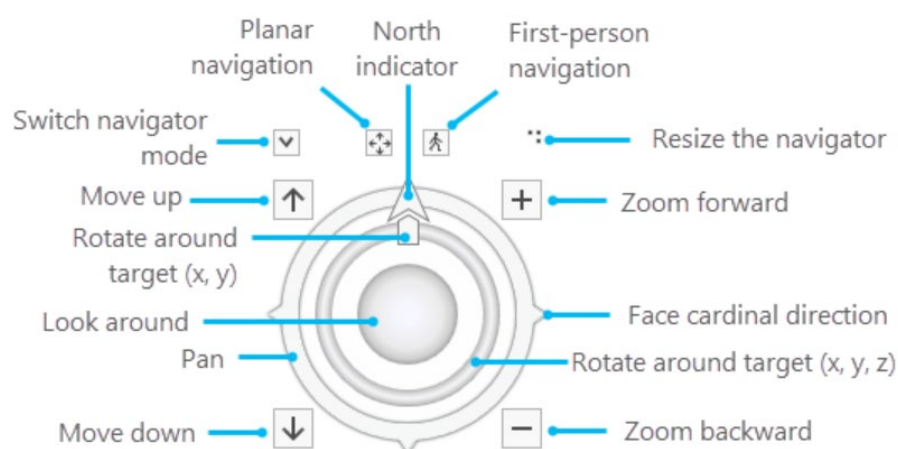 Planar
navigation
North
indicator
First-person
navigation
Switch navigator
mode
Resize the navigator
Move up
Zoom forward
Rotate around
target (x, y)
Look around
Face cardinal direction
Pan
Rotate around target (x, y, z)
Move down
Zoom backward